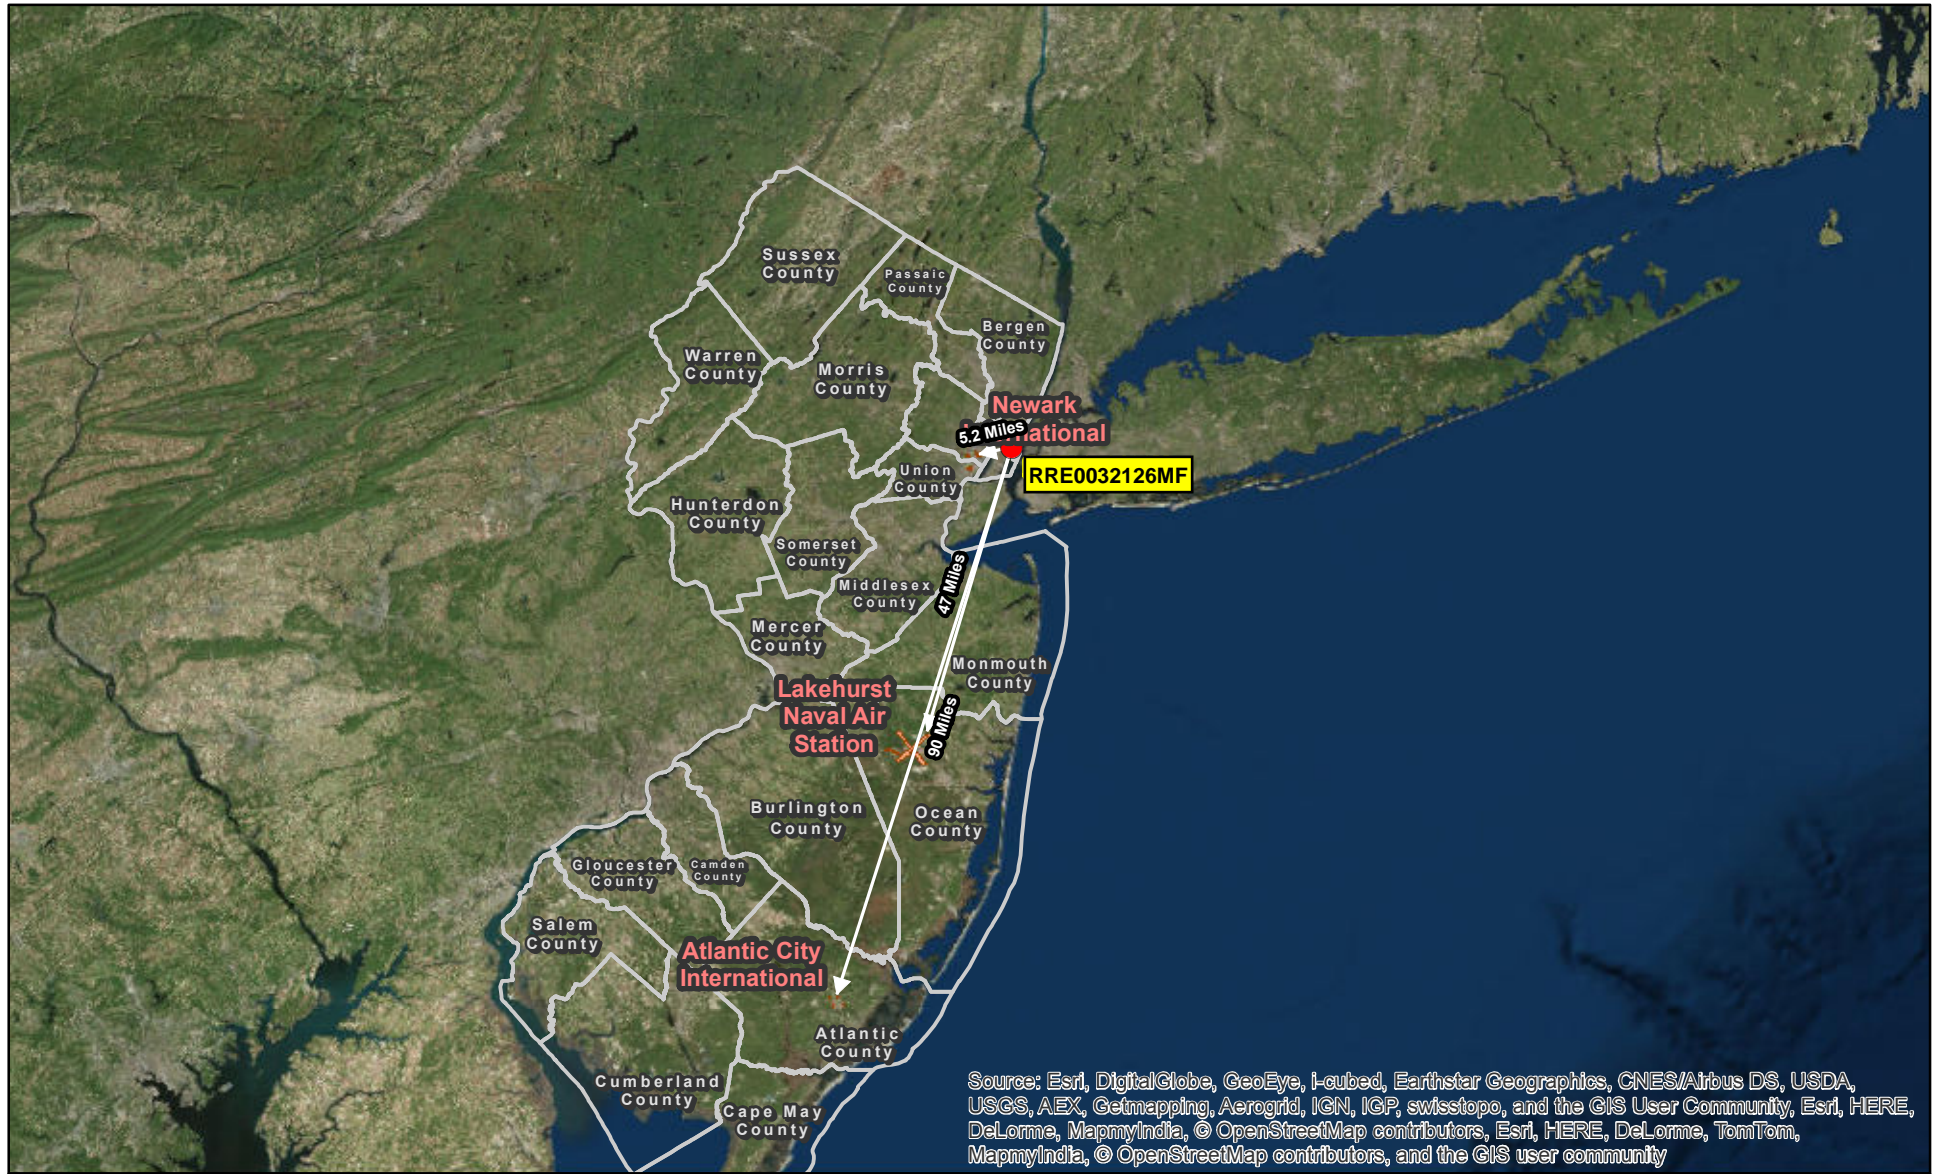 Sussex
County
Passaic
County
Bergen
County
Warren
County
Morris
County
Newark
5.2 Miles
Union
County
RRE0032126MF
Hunterdon
County
Somerset
County
47 Miles
Middlesex
County
Mercer
County
Monmouth
County
Lakehurst
Naval Air
Station
90 Miles
Burlington
County
Ocean
County
Gloucester
County
Camden
County
Salem
County
Atlantic City
International
Atlantic
County
Cumberland
County
Cape May
County
Source: Esri, DigitalGlobe, GeoEye, i-cubed, Earthstar Geographics, CNES/Airbus DS, USDA,
USGS, AEX, Getmapping, Aerogrid, IGN, IGP, swisstopo, and the GIS User Community, Esri, HERE,
DeLorme, MapmyIndia, © OpenStreetMap contributors, Esri, HERE, DeLorme, TomTom,
MapmyIndia, © OpenStreetMap contributors, and the GIS user community